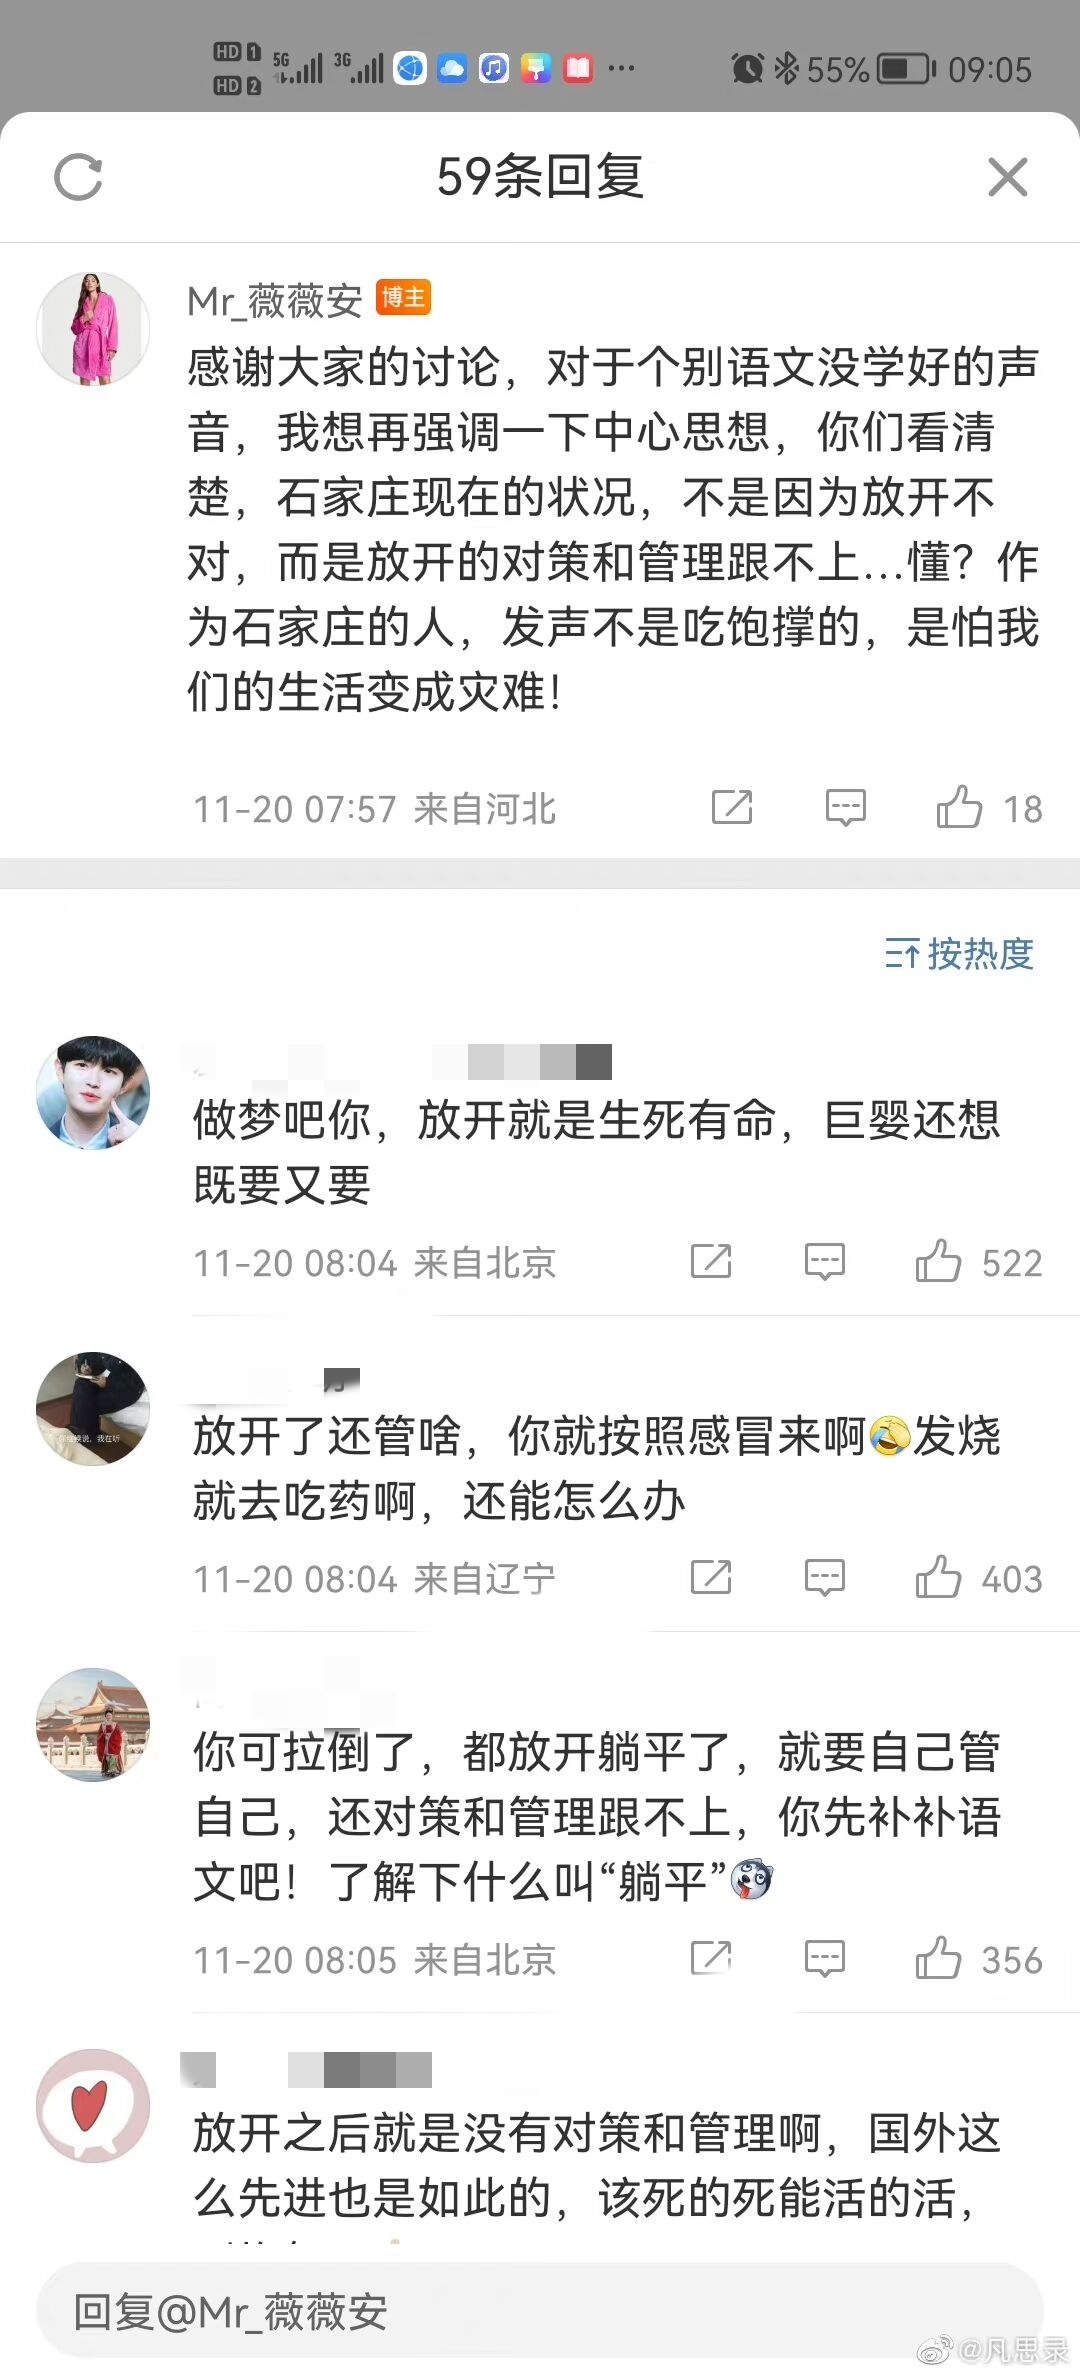 HD 1
HD 2
5G
3G
55%
09:05
59条回复
Mr_薇薇安 博主
感谢大家的讨论，对于个别语文没学好的声
音，我想再强调一下中心思想，你们看清
楚，石家庄现在的状况，不是因为放开不
对，而是放开的对策和管理跟不上…懂？作
为石家庄的人，发声不是吃饱撑的，是怕我
们的生活变成灾难！
11-20 07:57 来自河北
18
按热度
做梦吧你，放开就是生死有命，巨婴还想
既要又要
11-20 08:04 来自北京
522
放开了还管啥，你就按照感冒来啊发烧
就去吃药啊，还能怎么办
11-20 08:04 来自辽宁
403
你可拉倒了，都放开躺平了，就要自己管
自己，还对策和管理跟不上，你先补补语
文吧！了解下什么叫“躺平”
11-20 08:05 来自北京
356
放开之后就是没有对策和管理啊，国外这
么先进也是如此的，该死的死能活的活，
回复@Mr_薇薇安
@凡思录